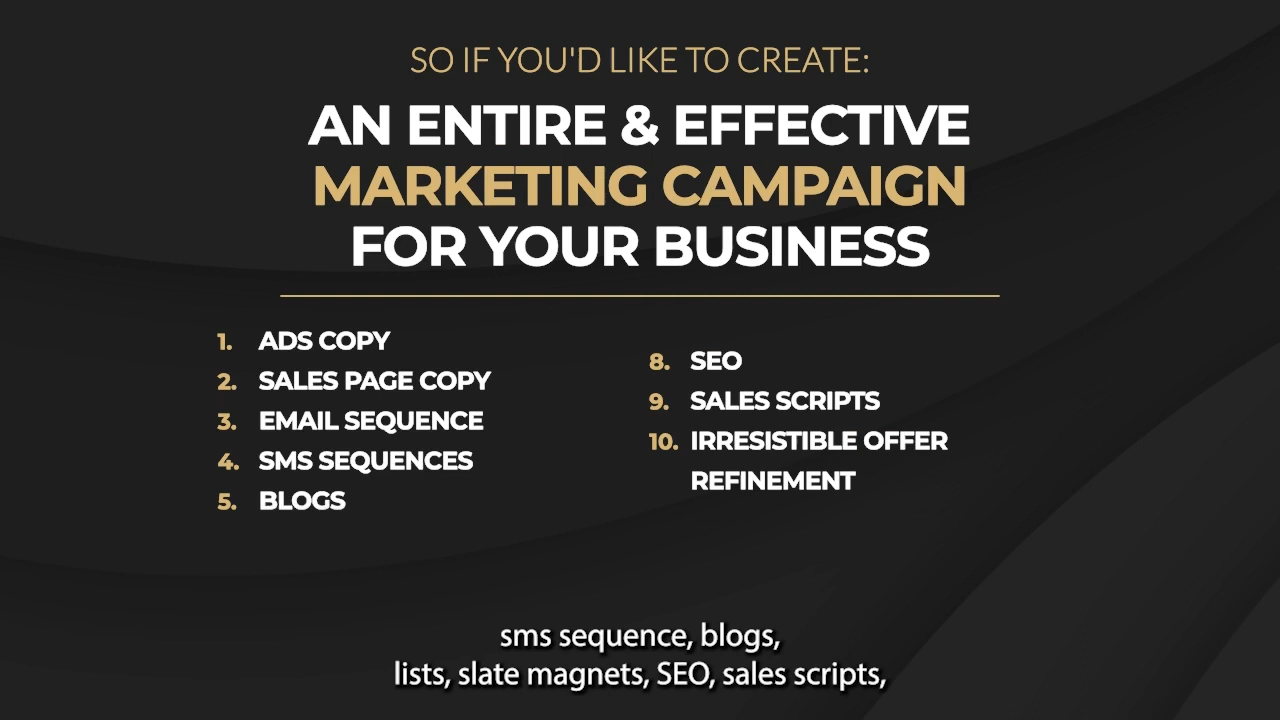 SO IF YOU'D LIKE TO CREATE:
AN ENTIRE & EFFECTIVE
MARKETING CAMPAIGN
FOR YOUR BUSINESS
1. ADS COPY
2. SALES PAGE COPY
3. EMAIL SEQUENCE
4. SMS SEQUENCES
5. BLOGS
8. SEO
9. SALES SCRIPTS
10. IRRESISTIBLE OFFER
REFINEMENT
sms sequence, blogs,
lists, slate magnets, SEO, sales scripts,